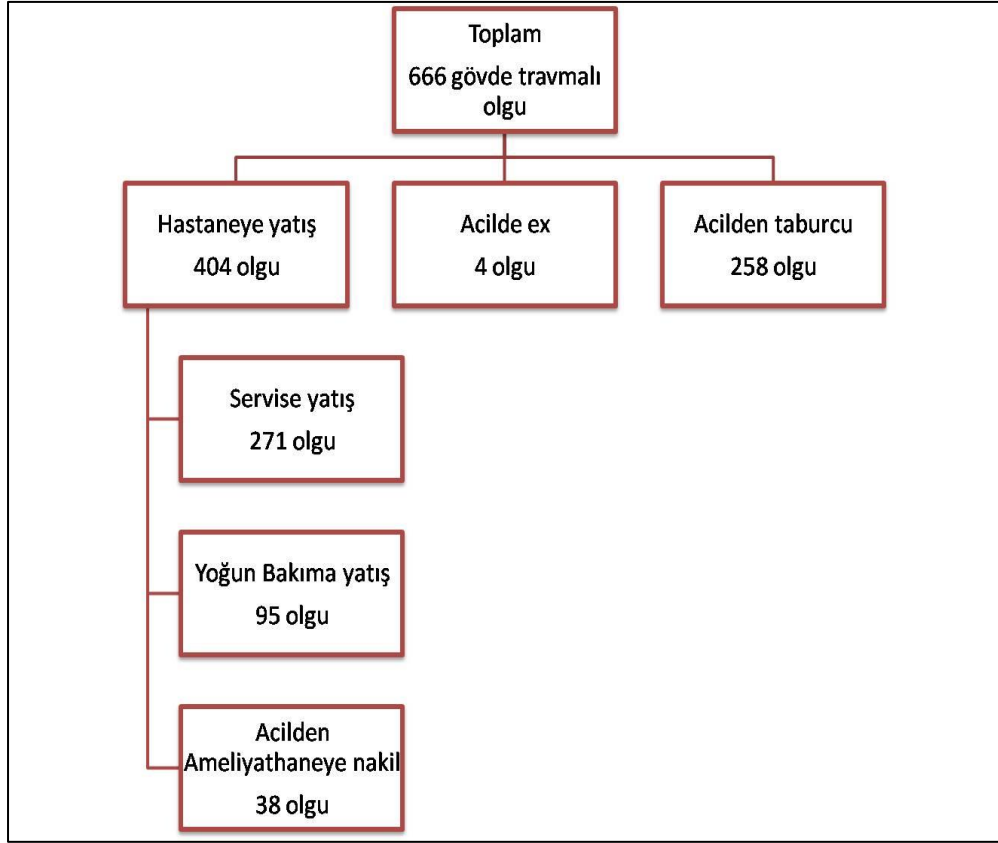 Toplam
666 gövde travmalı
olgu
Hastaneye yatış
404 olgu
Acilde ex
4 olgu
Acilden taburcu
258 olgu
Servise yatış
271 olgu
Yoğun Bakıma yatış
95 olgu
Acilden
Ameliyathaneye nakil
38 olgu